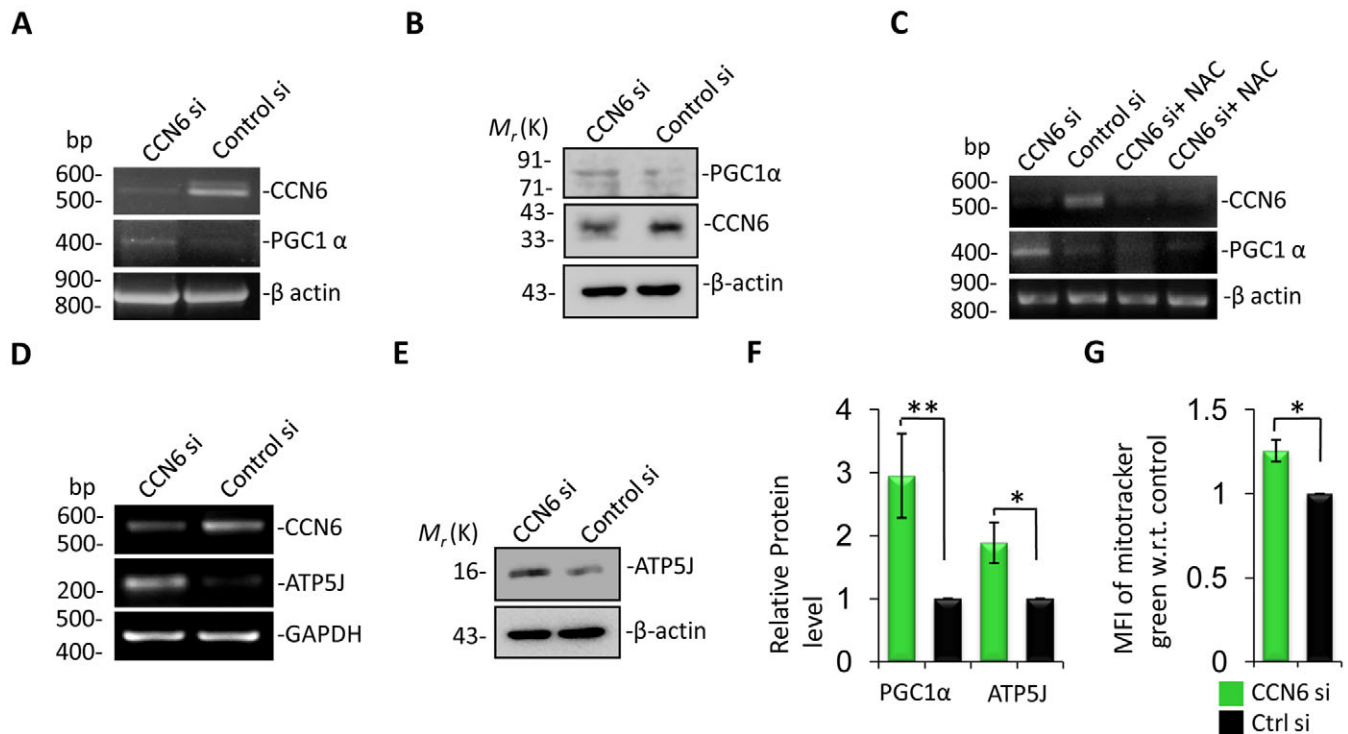 A
CCN6 si
Control si
bp
600-
500-
-CCN6
400-
-PGC1 α
900-
800-
-β actin
B
CCN6 si
Control si
Mr(K)
91-
71-
-PGC1α
43-
33-
-CCN6
43-
-β-actin
C
CCN6 si
Control si
CCN6 si+ NAC
CCN6 si+ NAC
bp
600-
500-
-CCN6
400-
-PGC1 α
900-
800-
-β actin
D
CCN6 si
Control si
bp
600-
500-
-CCN6
200-
-ATP5J
500-
400-
-GAPDH
E
CCN6 si
Control si
Mr(K)
16-
-ATP5J
43-
-β-actin
F
Relative Protein
level
4
3
2
1
0
**
*
PGC1α
ATP5J
G
MFI of mitotracker
green w.r.t. control
1.5
1
0.5
0
*
CCN6 si
Ctrl si